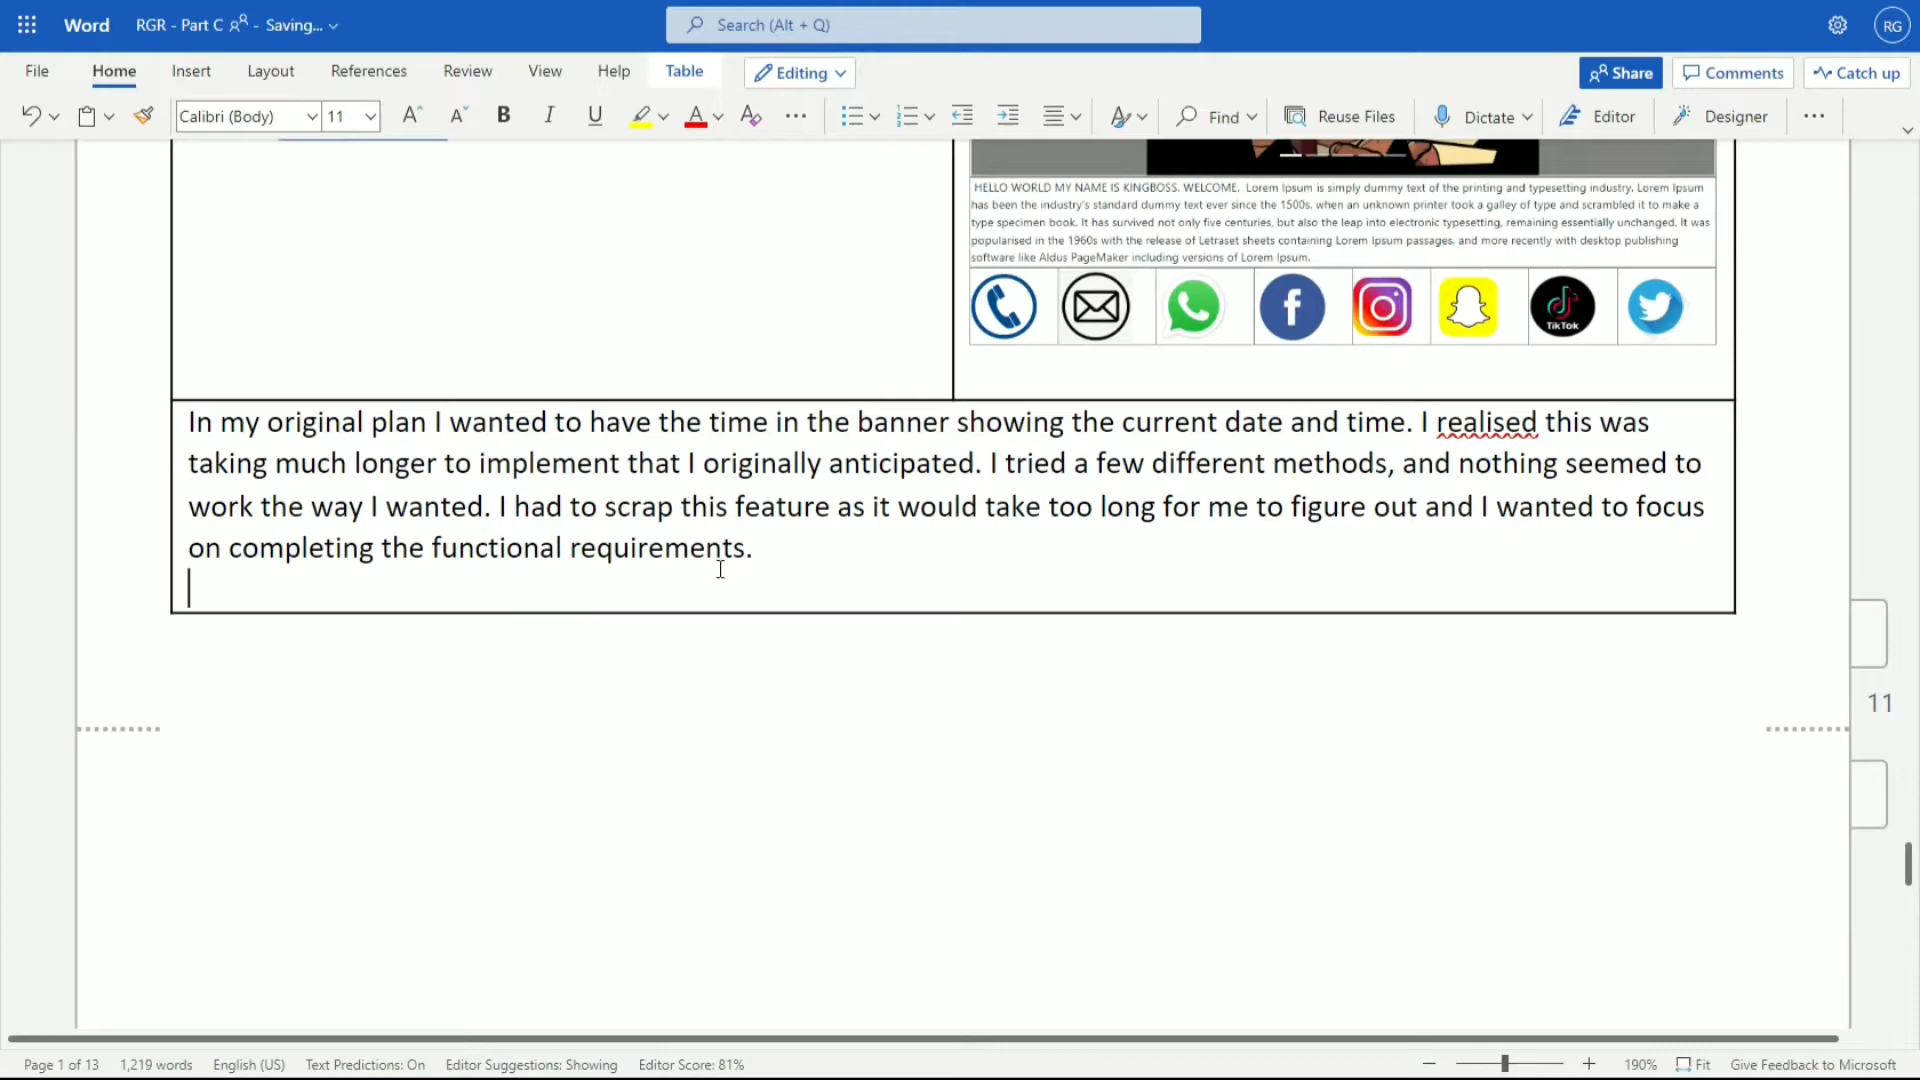 Word
RGR - Part C
- Saving...
Search (Alt + Q)
RG
File
Home
Insert
Layout
References
Review
View
Help
Table
Editing
Share
Comments
Catch up
Calibri (Body)
11
A
A
B
I
U
A
Find
Reuse Files
Dictate
Editor
Designer
HELLO WORLD MY NAME IS KINGBOSS. WELCOME. Lorem Ipsum is simply dummy text of the printing and typesetting industry. Lorem Ipsum
has been the industry's standard dummy text ever since the 1500s, when an unknown printer took a galley of type and scrambled it to make a
type specimen book. It has survived not only five centuries, but also the leap into electronic typesetting, remaining essentially unchanged. It was
popularised in the 1960s with the release of Letraset sheets containing Lorem Ipsum passages, and more recently with desktop publishing
software like Aldus PageMaker including versions of Lorem Ipsum.
f
TikTok
In my original plan I wanted to have the time in the banner showing the current date and time. I realised this was
taking much longer to implement that I originally anticipated. I tried a few different methods, and nothing seemed to
work the way I wanted. I had to scrap this feature as it would take too long for me to figure out and I wanted to focus
on completing the functional requirements.
11
Page 1 of 13
1,219 words
English (US)
Text Predictions: On
Editor Suggestions: Showing
Editor Score: 81%
190%
Fit
Give Feedback to Microsoft